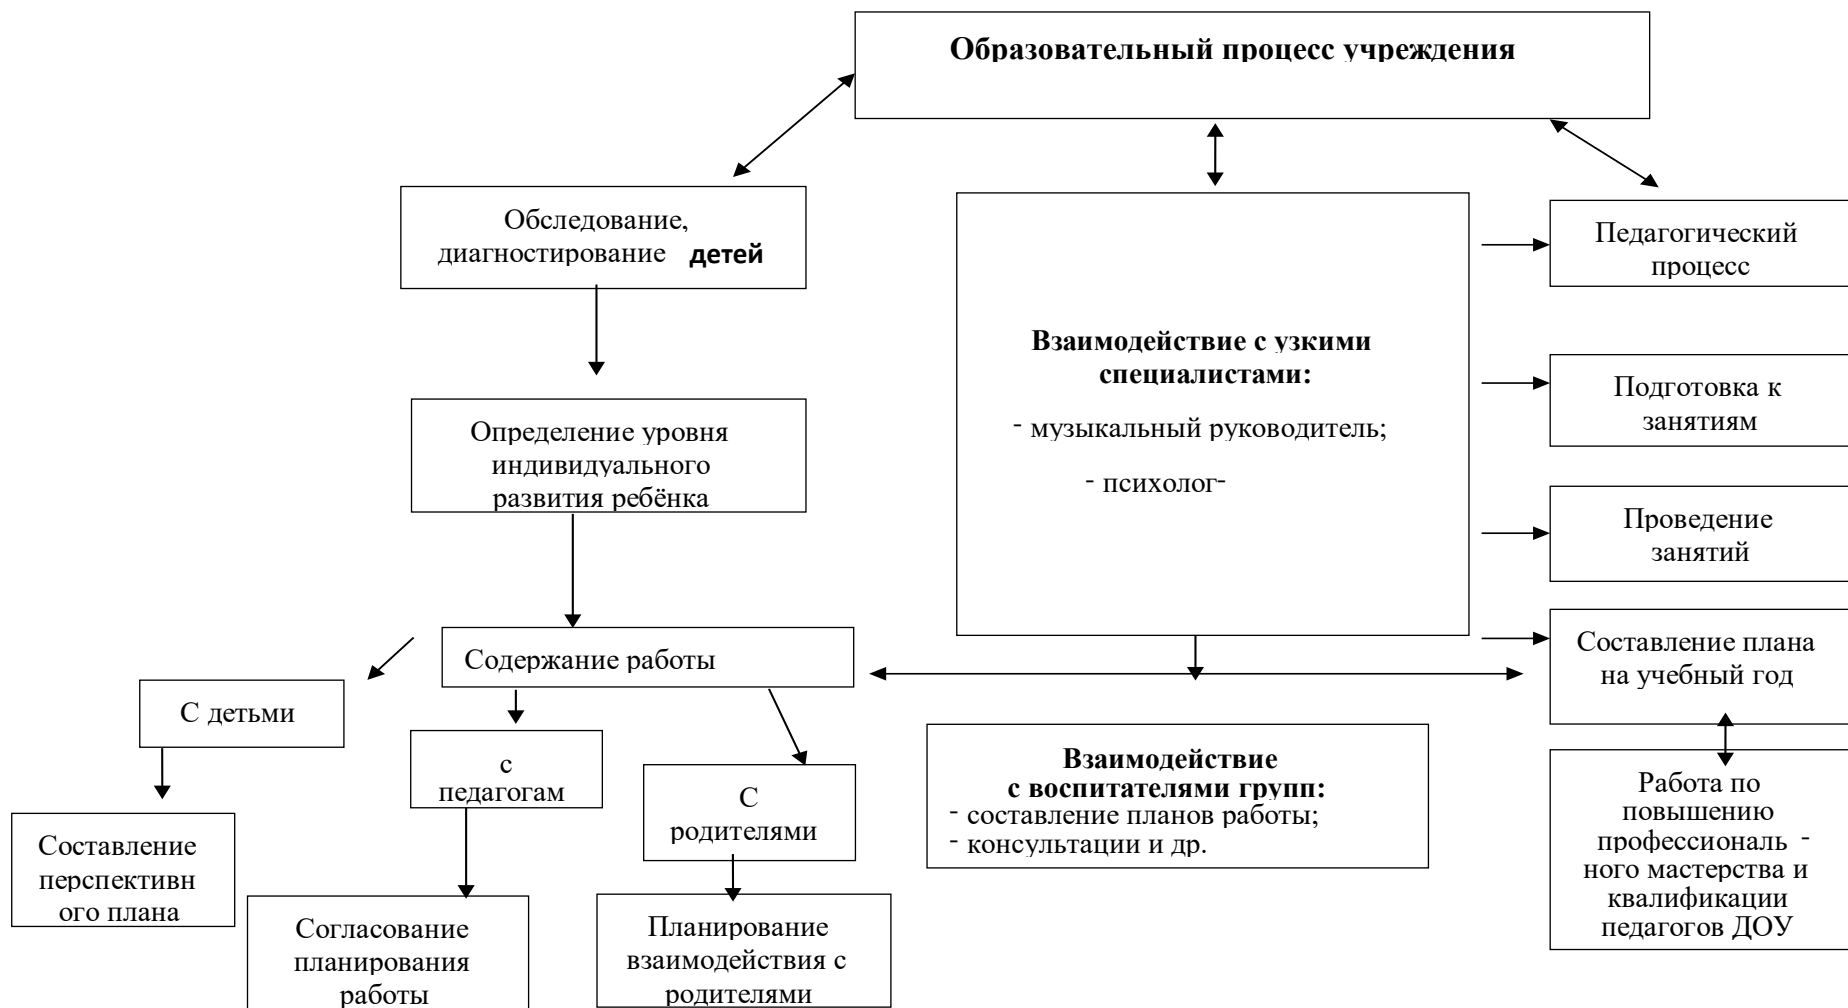 Образовательный процесс учреждения
Обследование,
диагностирование детей
Педагогический
процесс
Взаимодействие с узкими
специалистами:
- музыкальный руководитель;
- психолог-
Подготовка к
занятиям
Определение уровня
индивидуального
развития ребёнка
Проведение
занятий
Содержание работы
Составление плана
на учебный год
С детьми
с
педагогам
С
родителями
Взаимодействие
с воспитателями групп:
- составление планов работы;
- консультации и др.
Работа по
повышению
профессиональ -
ного мастерства и
квалификации
педагогов ДОУ
Составление
перспективн
ого плана
Согласование
планирования
работы
Планирование
взаимодействия с
родителями